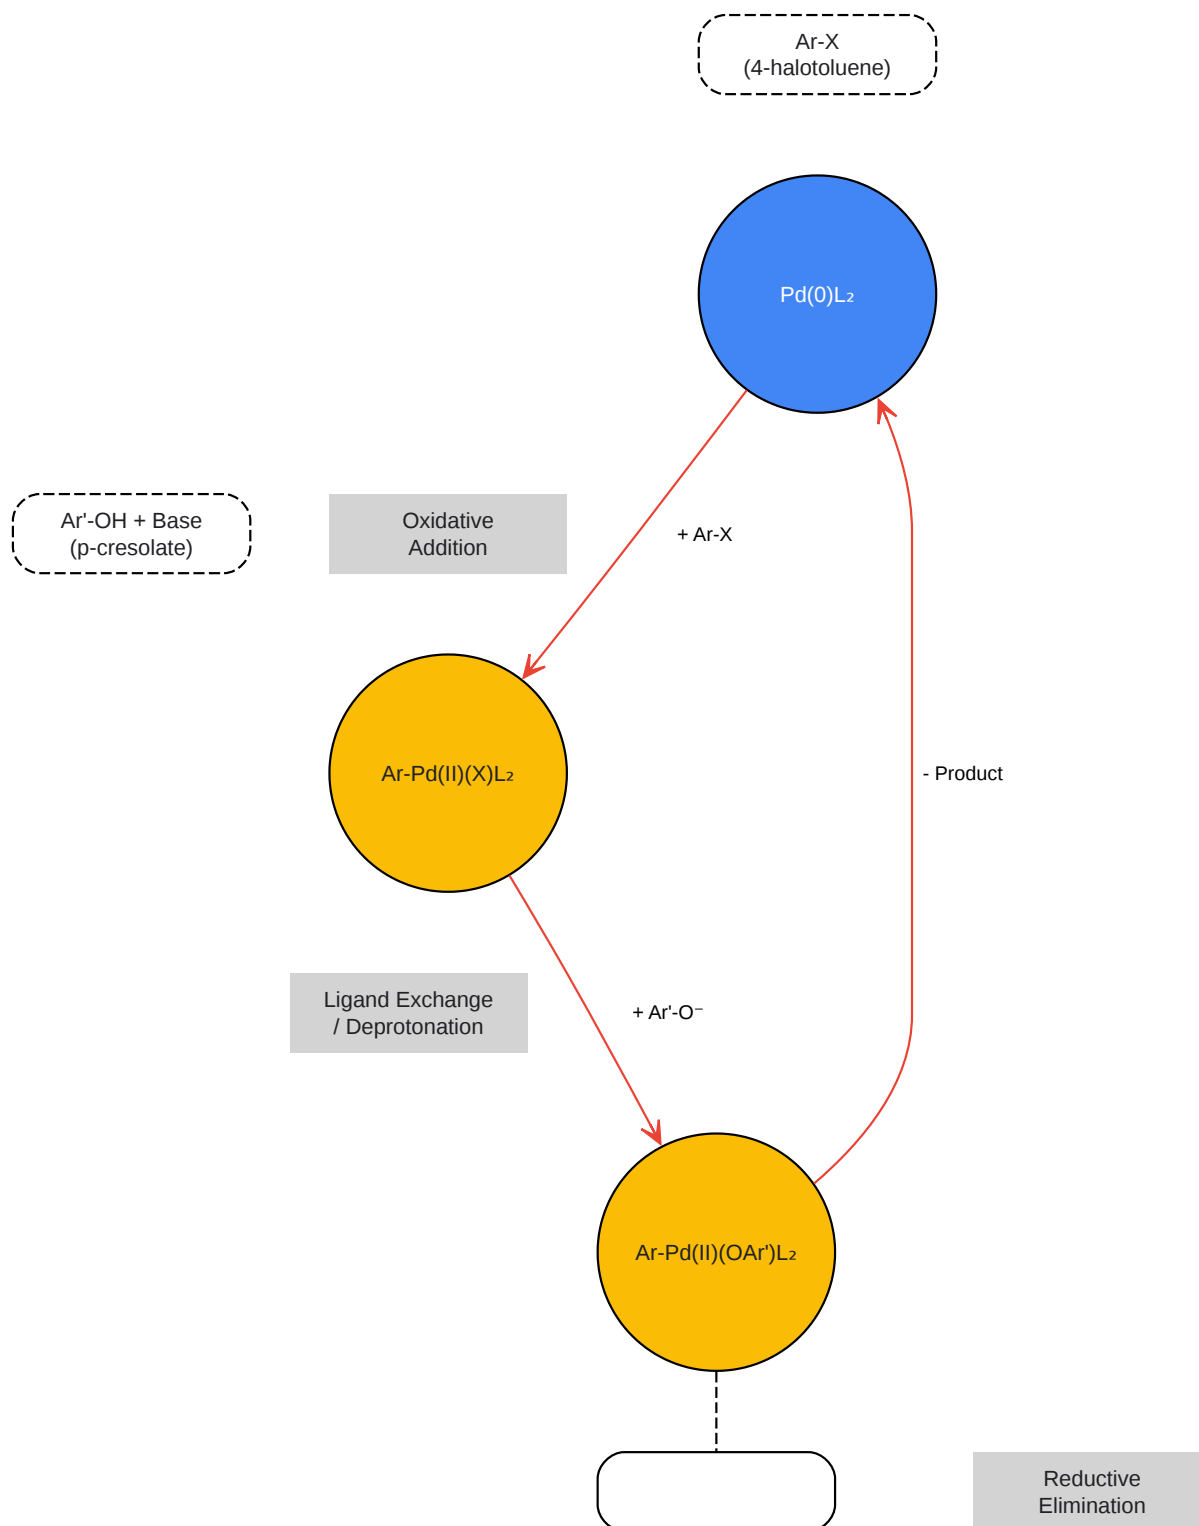 Ar-X
(4-halotoluene)
Pd(0)L₂
Ar'-OH + Base
(p-cresolate)
Oxidative
Addition
+ Ar-X
Ar-Pd(II)(X)L₂
- Product
Ligand Exchange
/ Deprotonation
+ Ar'-O⁻
Ar-Pd(II)(OAr')L₂
Reductive
Elimination